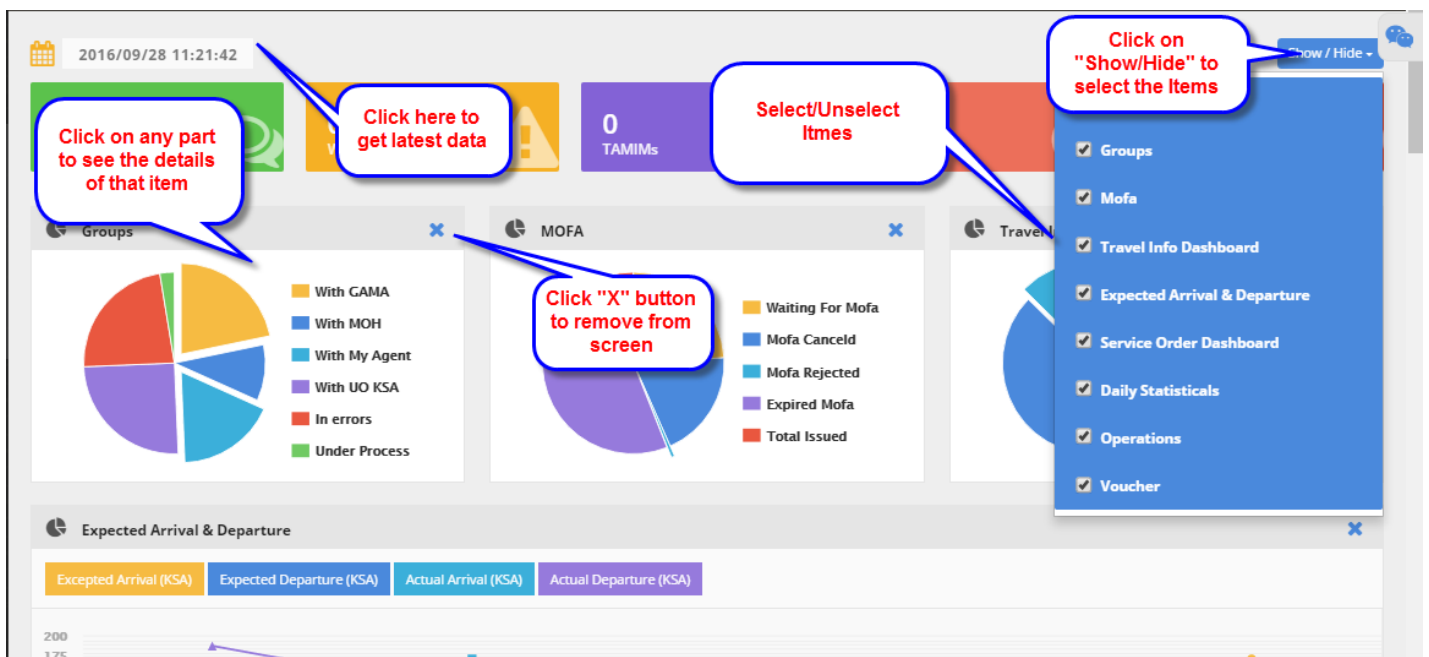 2016/09/28 11:21:42
Show / Hide
Click on
"Show/Hide" to
select the Items
Click on any part
to see the details
of that item
Click here to
get latest data
0
TAMIMs
Select/Unselect
Itmes
Groups
Mofa
Travel Info Dashboard
Expected Arrival & Departure
Service Order Dashboard
Daily Statisticals
Operations
Voucher
Groups
With GAMA
With MOH
With My Agent
With UO KSA
In errors
Under Process
Click "X" button
to remove from
screen
MOFA
Waiting For Mofa
Mofa Canceld
Mofa Rejected
Expired Mofa
Total Issued
Travel
Expected Arrival & Departure
Excepted Arrival (KSA)
Expected Departure (KSA)
Actual Arrival (KSA)
Actual Departure (KSA)
200
175